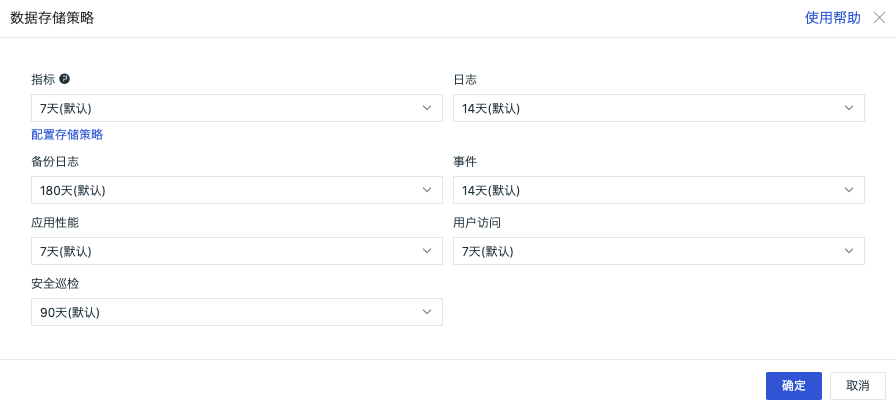 数据存储策略
使用帮助
指标
日志
7天(默认)
14天(默认)
配置存储策略
备份日志
事件
180天(默认)
14天(默认)
应用性能
用户访问
7天(默认)
7天(默认)
安全巡检
90天(默认)
确定
取消